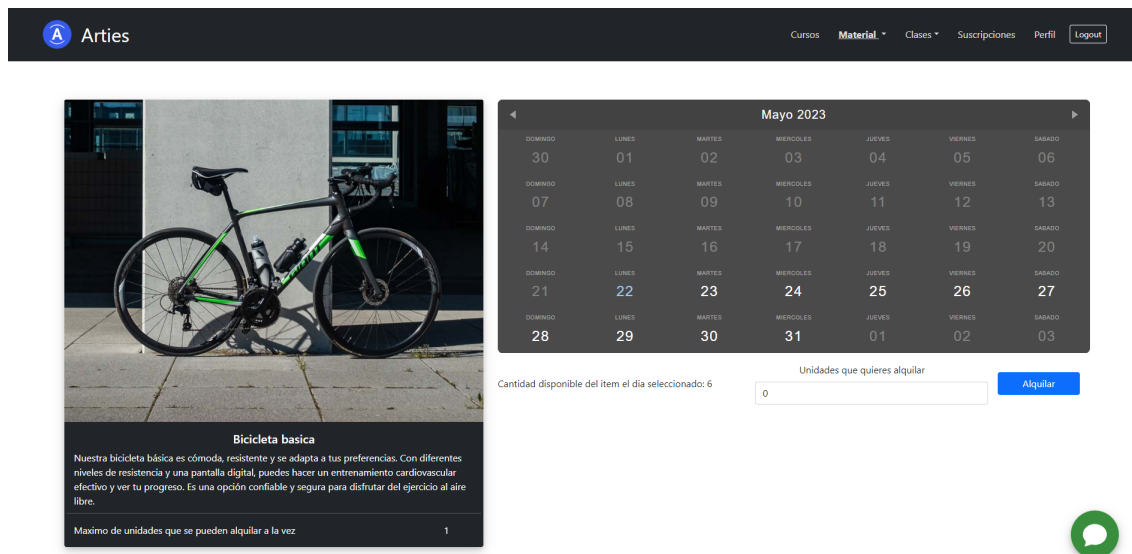 A Arties
Cursos Material Clases Suscripciones Perfil Logout
Mayo 2023
DOMINGO LUNES MARTES MIERCOLES JUEVES VIERNES SABADO
30 01 02 03 04 05 06
DOMINGO LUNES MARTES MIERCOLES JUEVES VIERNES SABADO
07 08 09 10 11 12 13
DOMINGO LUNES MARTES MIERCOLES JUEVES VIERNES SABADO
14 15 16 17 18 19 20
DOMINGO LUNES MARTES MIERCOLES JUEVES VIERNES SABADO
21 22 23 24 25 26 27
DOMINGO LUNES MARTES MIERCOLES JUEVES VIERNES SABADO
28 29 30 31 01 02 03
Cantidad disponible del item el día seleccionado: 6
Unidades que quieres alquilar
0
Alquilar
Bicicleta basica
Nuestra bicicleta básica es cómoda, resistente y se adapta a tus preferencias. Con diferentes
niveles de resistencia y una pantalla digital, puedes hacer un entrenamiento cardiovascular
efectivo y ver tu progreso. Es una opción confiable y segura para disfrutar del ejercicio al aire
libre.
Maximo de unidades que se pueden alquilar a la vez 1